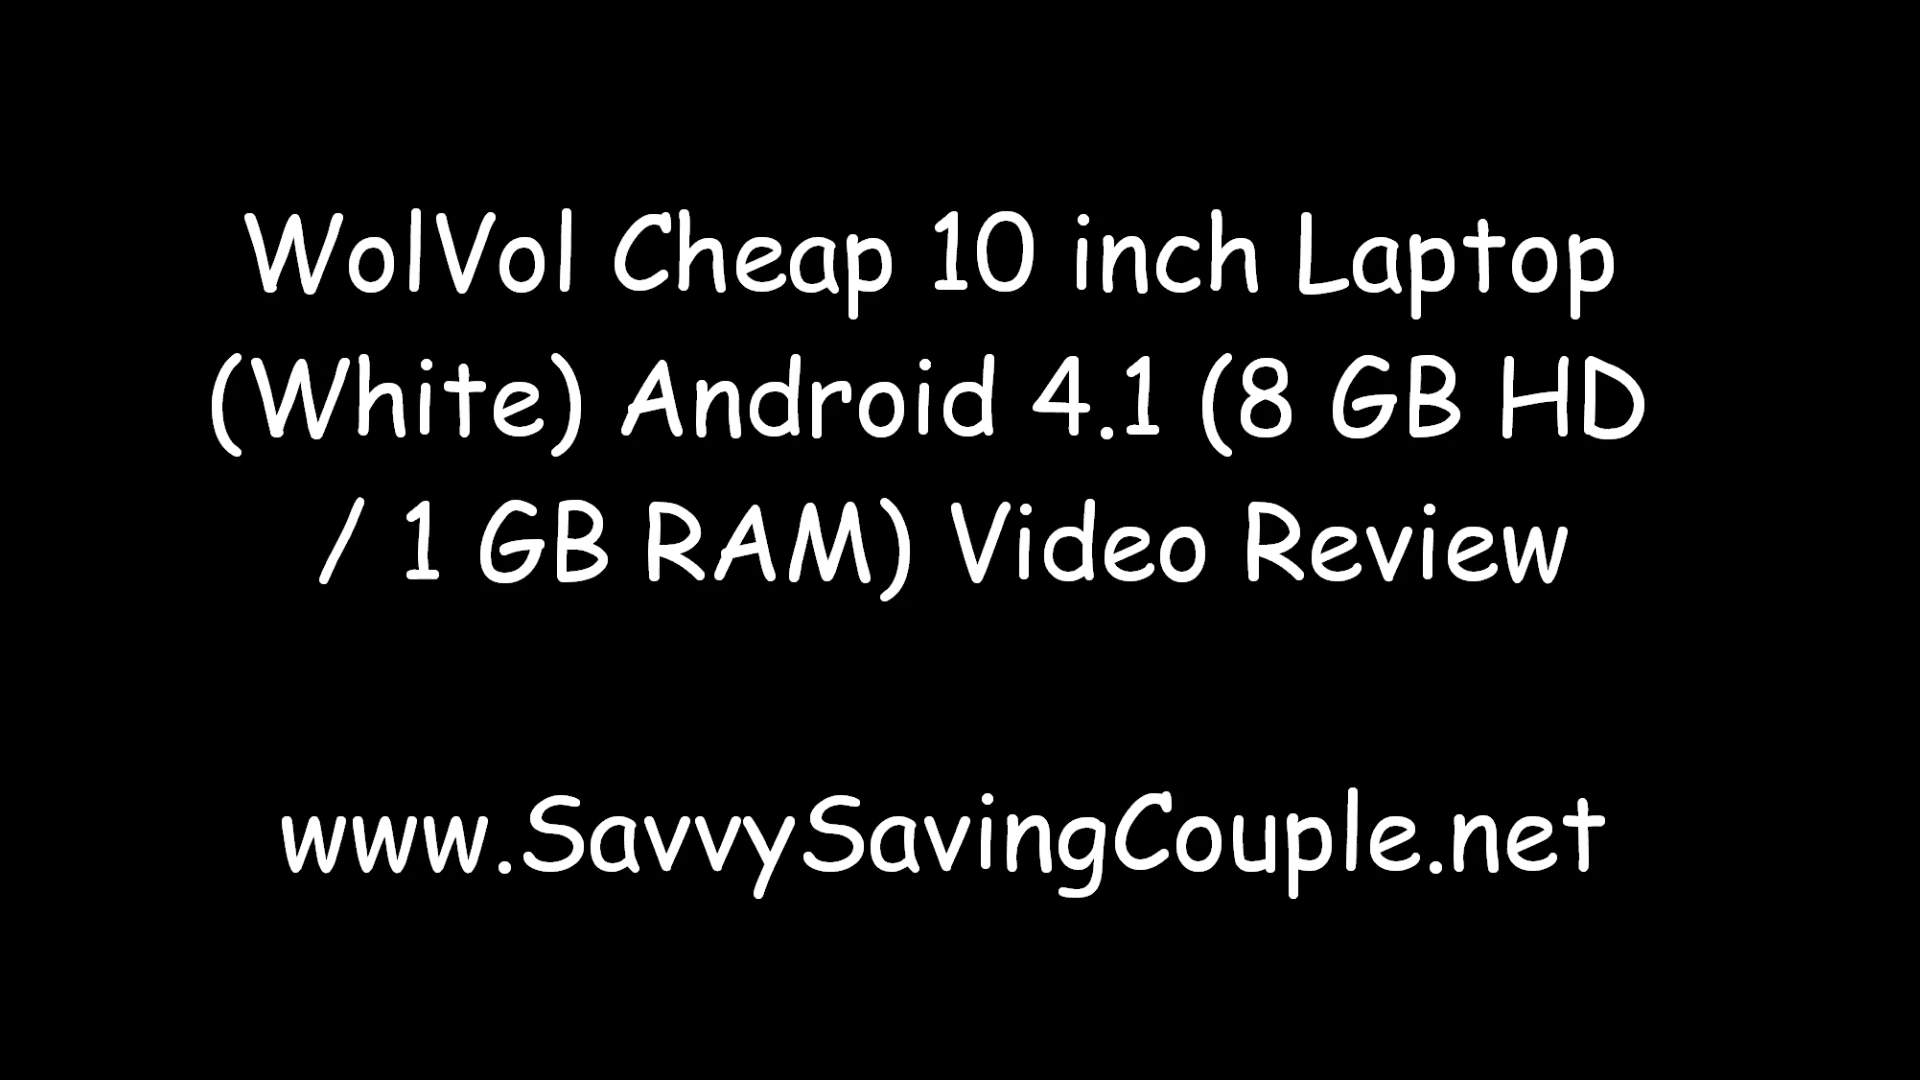 WolVol Cheap 10 inch Laptop
(White) Android 4.1 (8 GB HD
/ 1 GB RAM) Video Review
www.SavvySavingCouple.net